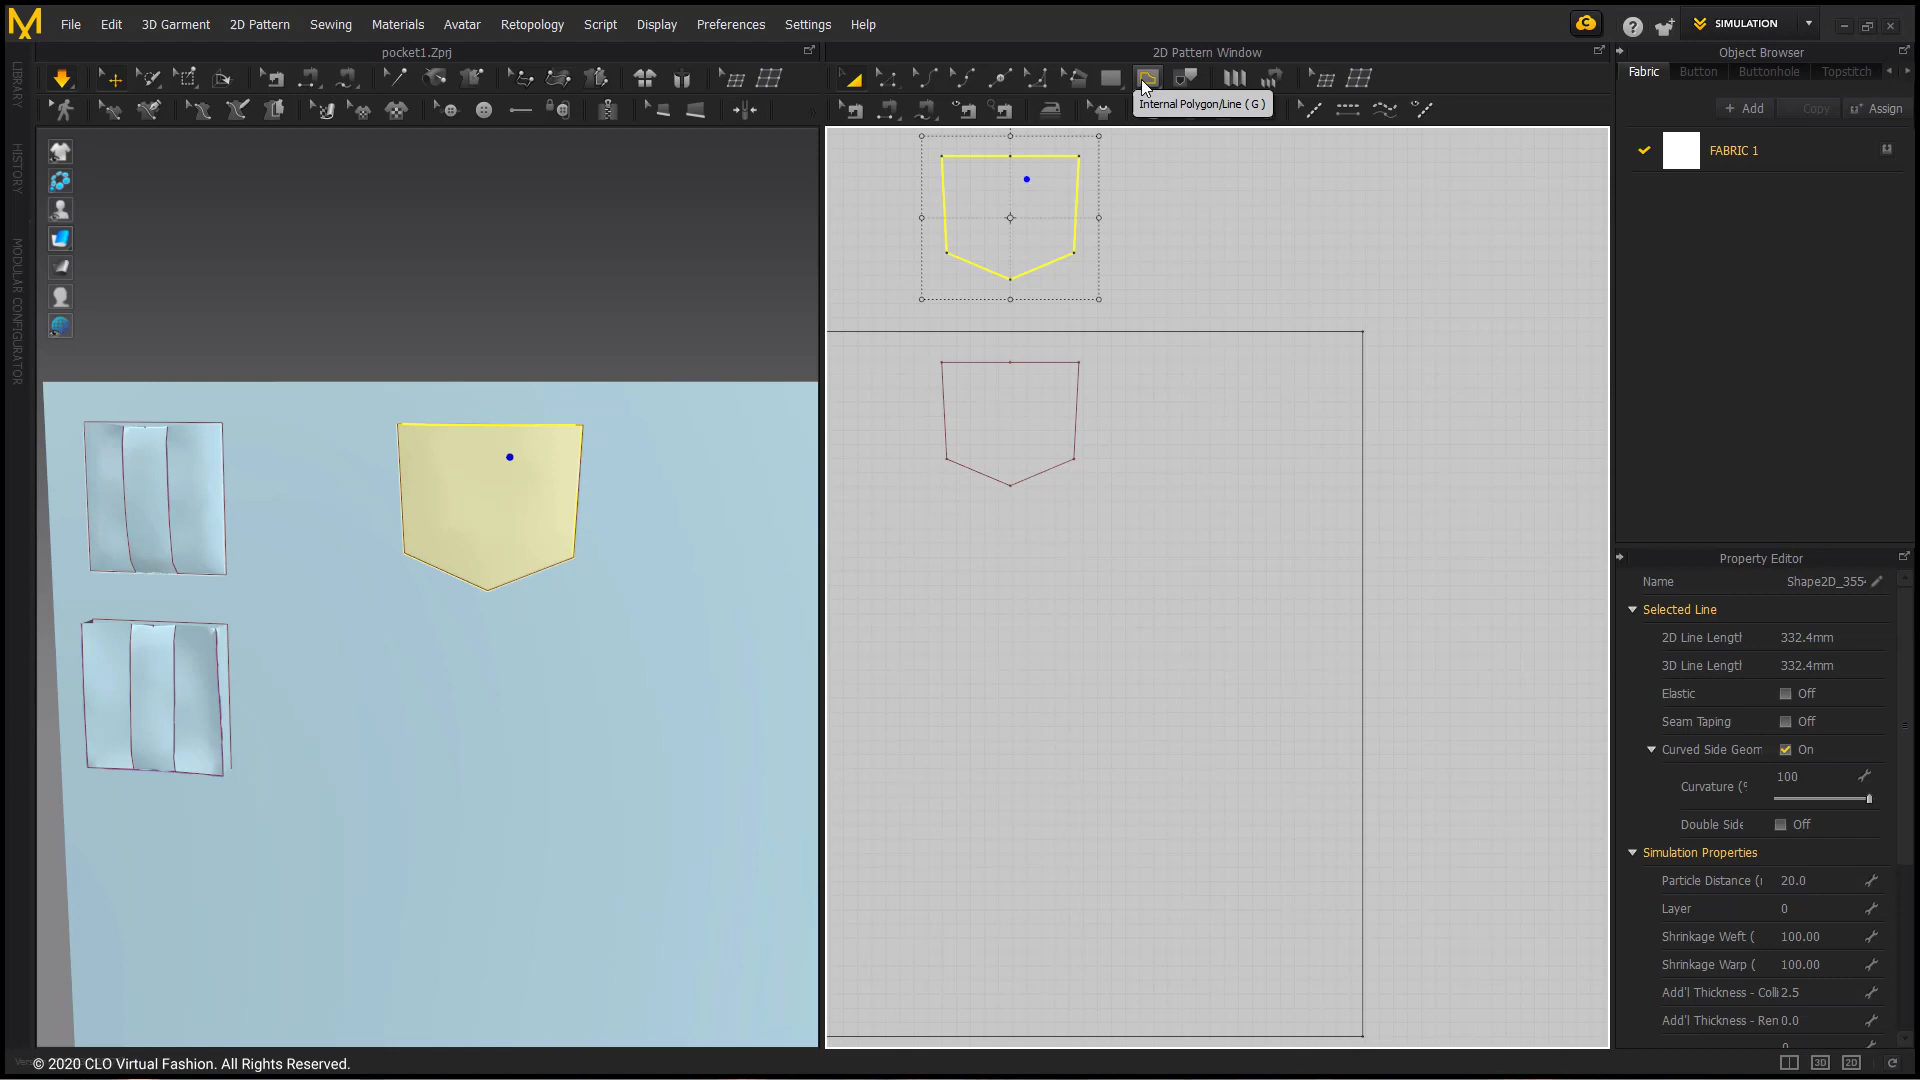 File Edit 3D Garment 2D Pattern Sewing Materials Avatar Retopology Script Display Preferences Settings Help
SIMULATION
pocket1.Zprj
2D Pattern Window
Object Browser
Fabric Button Buttonhole Topstitch
Internal Polygon/Line ( G )
+ Add Copy Assign
FABRIC 1
LIBRARY
HISTORY
MODULAR CONFIGURATOR
Property Editor
Name Shape2D_355
Selected Line
2D Line Length 332.4mm
3D Line Length 332.4mm
Elastic Off
Seam Taping Off
Curved Side Geom On
Curvature ( 100
Double Side Off
Simulation Properties
Particle Distance ( 20.0
Layer 0
Shrinkage Weft ( 100.00
Shrinkage Warp ( 100.00
Add'l Thickness - Colli 2.5
Add'l Thickness - Ren 0.0
© 2020 CLO Virtual Fashion. All Rights Reserved.
3D 2D